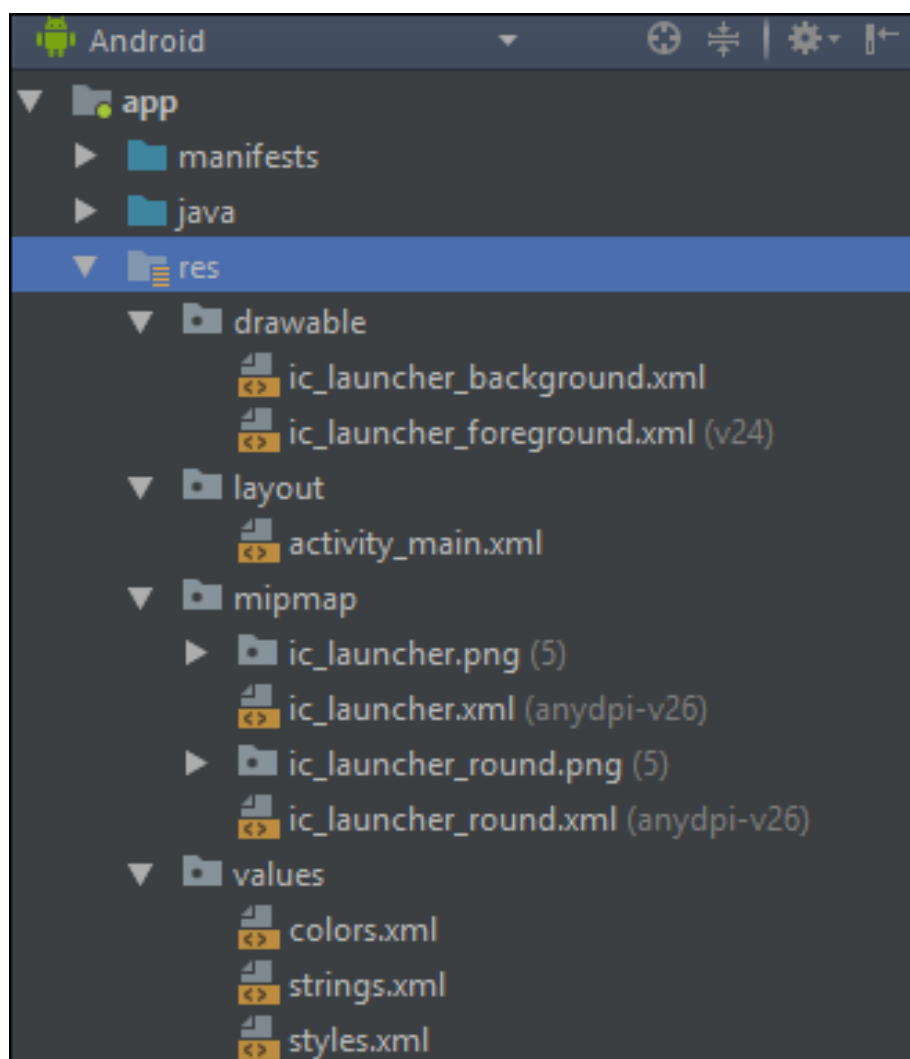 Android
app
manifests
java
res
drawable
ic_launcher_background.xml
ic_launcher_foreground.xml (v24)
layout
activity_main.xml
mipmap
ic_launcher.png (5)
ic_launcher.xml (anydpi-v26)
ic_launcher_round.png (5)
ic_launcher_round.xml (anydpi-v26)
values
colors.xml
strings.xml
styles.xml